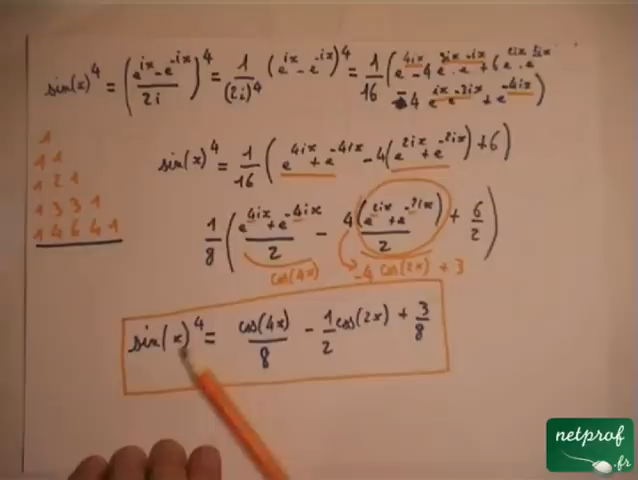 sin(x)⁴ = ((e^{ix} - e^{-ix})/2i)⁴ = 1/(2i)⁴ (e^{ix} - e^{-ix})⁴ = 1/16 (e^{4ix} - 4 e^{3ix} . e^{-ix} + 6 e^{2ix} . e^{-2ix}
- 4 e^{ix} e^{-3ix} + e^{-4ix})
1
1 1
1 2 1
1 3 3 1
1 4 6 4 1
sin(x)⁴ = 1/16 (e^{4ix} + e^{-4ix} - 4(e^{2ix} + e^{-2ix}) + 6)
1/8 ((e^{4ix} + e^{-4ix})/2 - 4(e^{2ix} + e^{-2ix})/2 + 6/2)
cos(4x) -4 cos(2x) + 3
sin(x)⁴ = cos(4x)/8 - 1/2 cos(2x) + 3/8
netprof
.fr